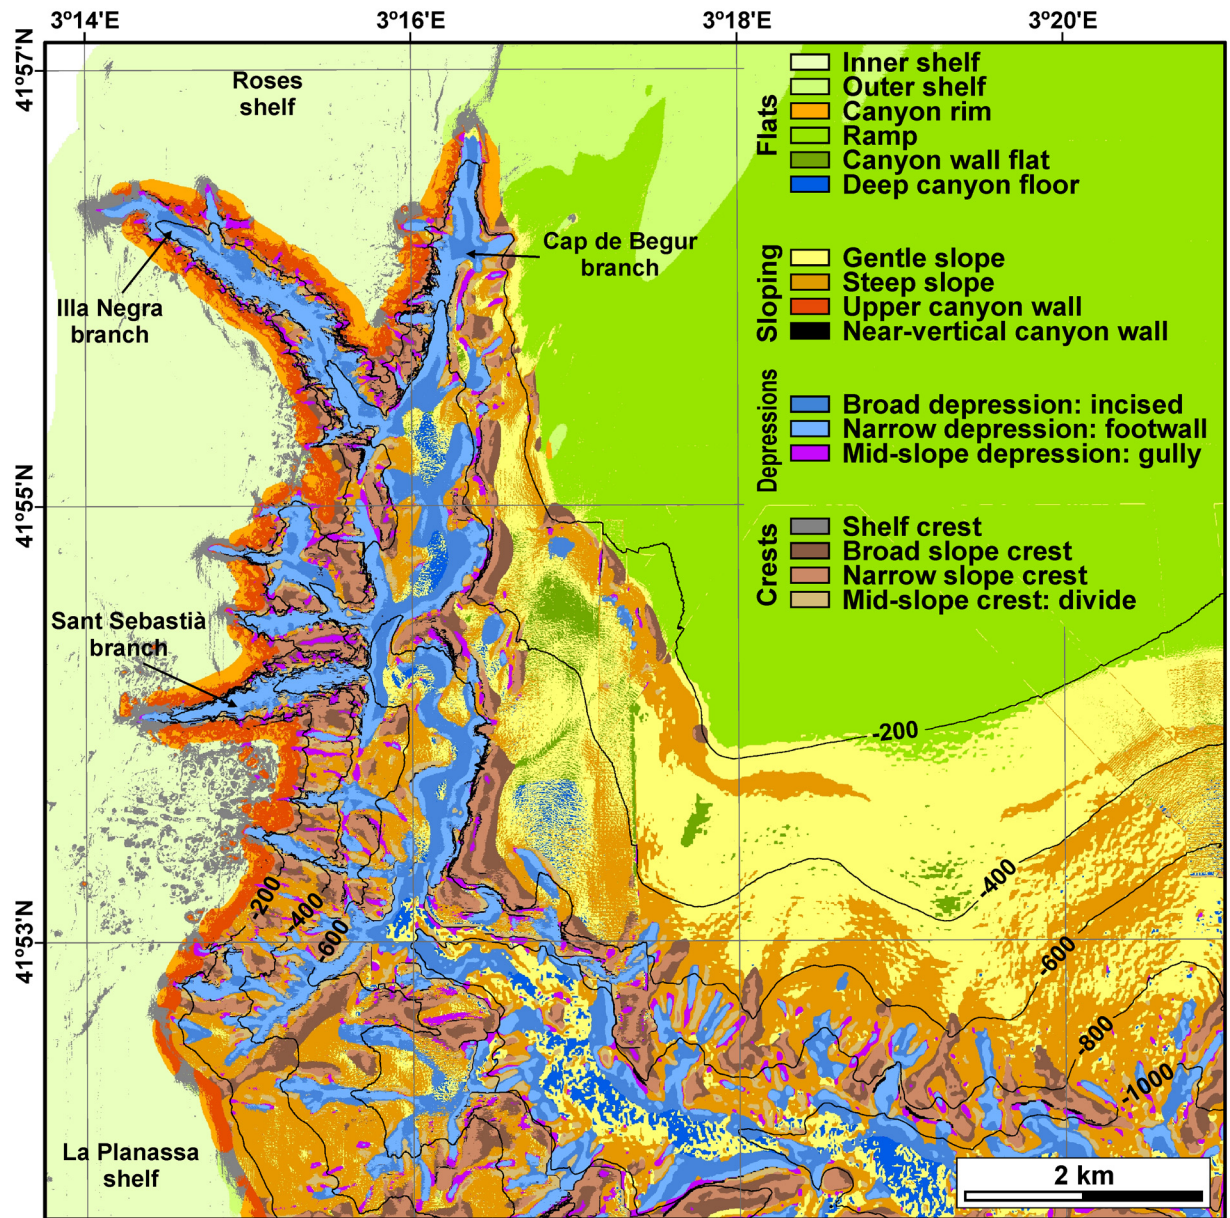 3º14'E
3º16'E
3º18'E
3º20'E
41º57'N
41º55'N
41º53'N
Roses
shelf
Cap de Begur
branch
Illa Negra
branch
Sant Sebastià
branch
La Planassa
shelf
Flats
Inner shelf
Outer shelf
Canyon rim
Ramp
Canyon wall flat
Deep canyon floor
Sloping
Gentle slope
Steep slope
Upper canyon wall
Near-vertical canyon wall
Depressions
Broad depression: incised
Narrow depression: footwall
Mid-slope depression: gully
Crests
Shelf crest
Broad slope crest
Narrow slope crest
Mid-slope crest: divide
-200
-400
-600
-800
-1000
-200
-400
-600
2 km